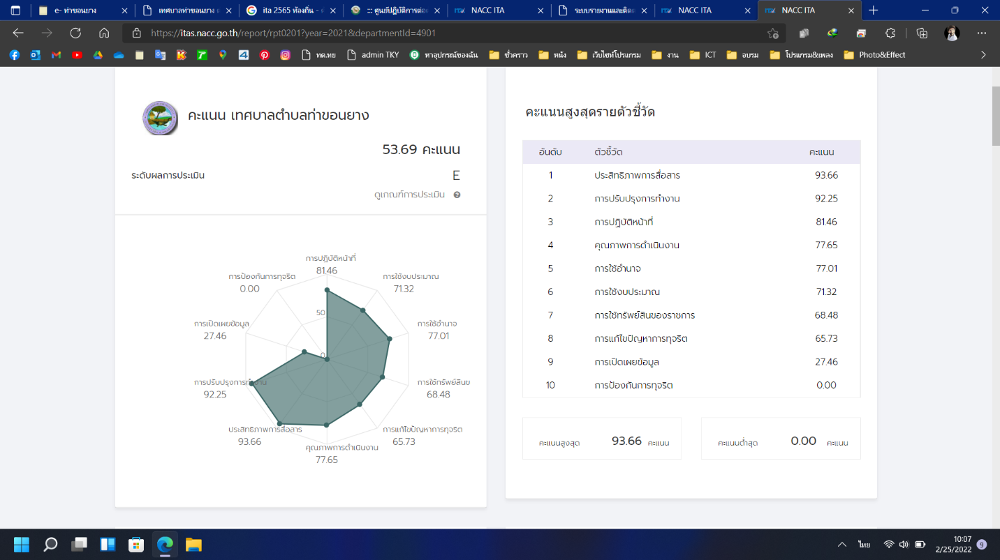 e- ท่าขอนยาง
เทศบาลท่าขอนยาง
ita 2565 ท้องถิ่น -
::: ศูนย์ปฏิบัติการต่อ
NACC ITA
ระบบรายงานและติดต
NACC ITA
NACC ITA
https://itas.nacc.go.th/report/rpt0201?year=2021&departmentId=4901
ทต.ทย
admin TKY
หาอุปกรณ์ของฉัน
ชั่วคราว
หนัง
เว็บไซท์โปรแกรม
งาน
ICT
อบรม
โปรแกรม&เพลง
Photo&Effect
คะแนน เทศบาลตำบลท่าขอนยาง
53.69 คะแนน
ระดับผลการประเมิน E
ดูเกณฑ์การประเมิน
การปฏิบัติหน้าที่
81.46
การใช้งบประมาณ
71.32
การใช้อำนาจ
77.01
การใช้ทรัพย์สินข
68.48
การแก้ไขปัญหาการทุจริต
65.73
คุณภาพการดำเนินงาน
77.65
ประสิทธิภาพการสื่อสาร
93.66
การปรับปรุงการทำงาน
92.25
การเปิดเผยข้อมูล
27.46
การป้องกันการทุจริต
0.00
50
0
คะแนนสูงสุดรายตัวชี้วัด
อันดับ ตัวชี้วัด คะแนน
1 ประสิทธิภาพการสื่อสาร 93.66
2 การปรับปรุงการทำงาน 92.25
3 การปฏิบัติหน้าที่ 81.46
4 คุณภาพการดำเนินงาน 77.65
5 การใช้อำนาจ 77.01
6 การใช้งบประมาณ 71.32
7 การใช้ทรัพย์สินของราชการ 68.48
8 การแก้ไขปัญหาการทุจริต 65.73
9 การเปิดเผยข้อมูล 27.46
10 การป้องกันการทุจริต 0.00
คะแนนสูงสุด 93.66 คะแนน
คะแนนต่ำสุด 0.00 คะแนน
ไทย
10:07
2/25/2022
9